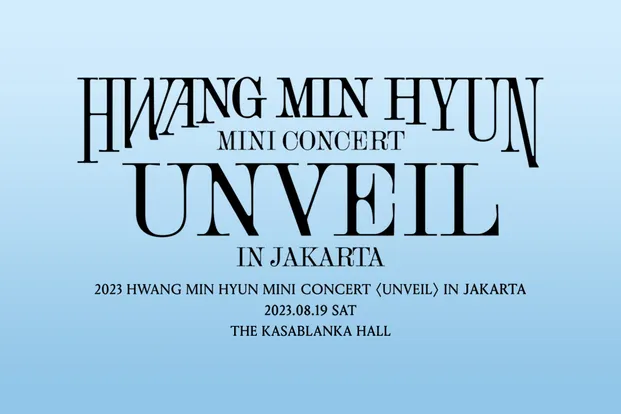 HWANG MIN HYUN
MINI CONCERT
UNVEIL
IN JAKARTA
2023 HWANG MIN HYUN MINI CONCERT 〈UNVEIL〉 IN JAKARTA
2023.08.19 SAT
THE KASABLANKA HALL